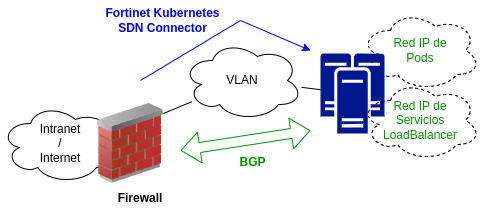 Fortinet Kubernetes
SDN Connector
Red IP de
Pods
VLAN
Red IP de
Servicios
LoadBalancer
Intranet
/
Internet
BGP
Firewall